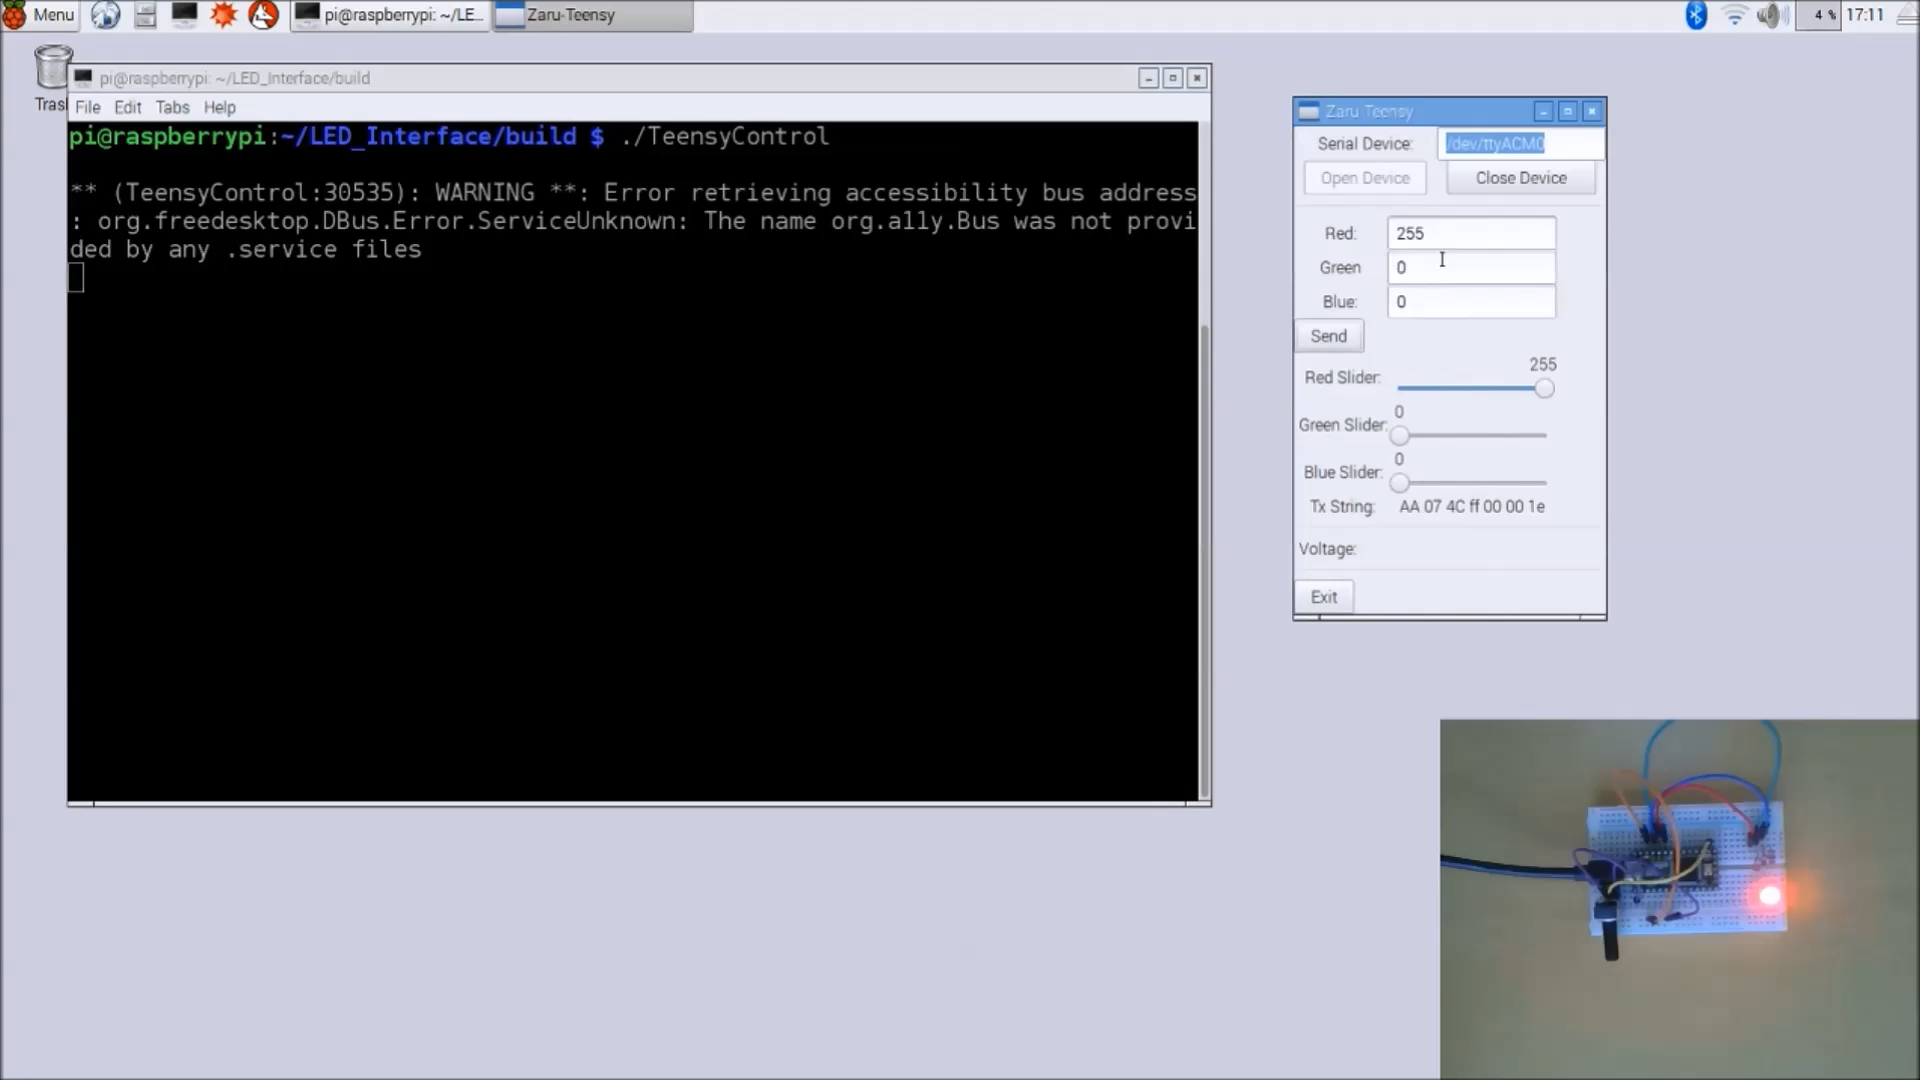 Menu
pi@raspberrypi: ~/LE...
Zaru-Teensy
4 %
17:11
Tras
pi@raspberrypi: ~/LED_Interface/build
File Edit Tabs Help
pi@raspberrypi:~/LED_Interface/build $ ./TeensyControl
** (TeensyControl:30535): WARNING **: Error retrieving accessibility bus address
: org.freedesktop.DBus.Error.ServiceUnknown: The name org.a11y.Bus was not provi
ded by any .service files
Zaru Teensy
Serial Device: /dev/ttyACM0
Open Device Close Device
Red: 255
Green 0
Blue: 0
Send
255
Red Slider:
0
Green Slider:
0
Blue Slider:
Tx String: AA 07 4C ff 00 00 1e
Voltage:
Exit